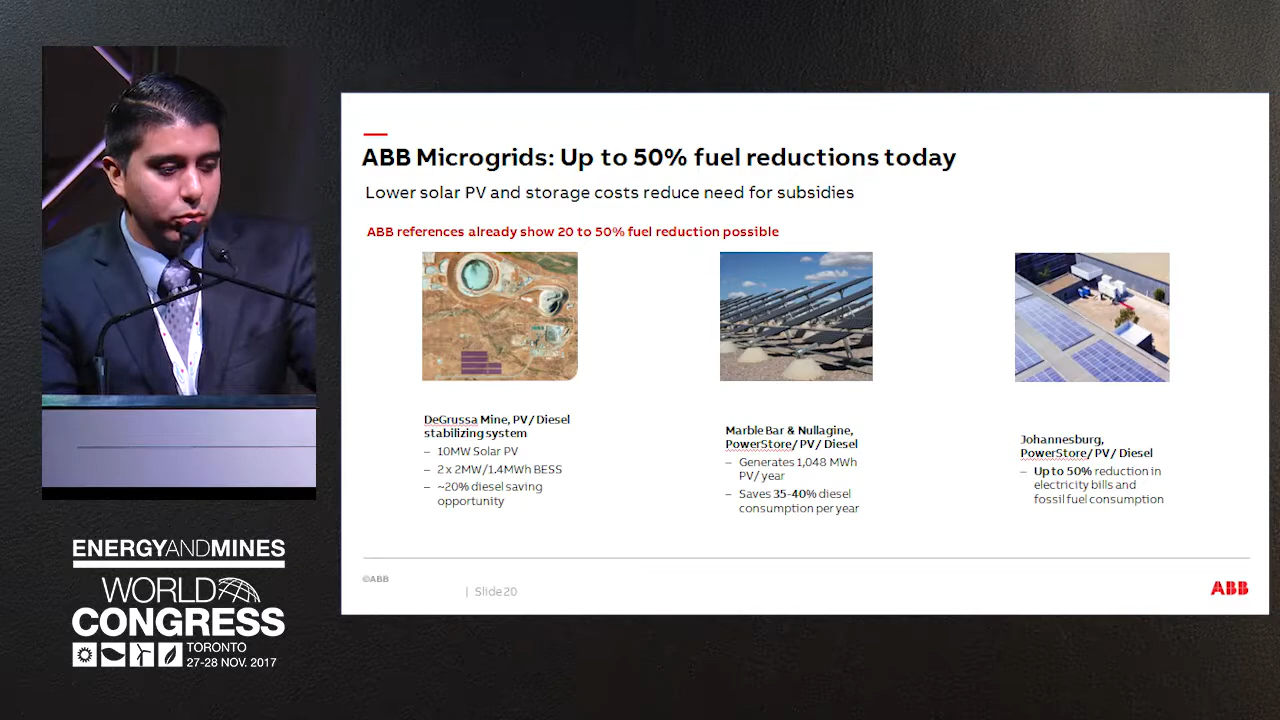 ABB Microgrids: Up to 50% fuel reductions today
Lower solar PV and storage costs reduce need for subsidies
ABB references already show 20 to 50% fuel reduction possible
DeGrussa Mine, PV/ Diesel
stabilizing system
– 10MW Solar PV
– 2 x 2MW/1.4MWh BESS
– ~20% diesel saving
opportunity
Marble Bar & Nullagine,
PowerStore/ PV/ Diesel
– Generates 1,048 MWh
PV/ year
– Saves 35-40% diesel
consumption per year
Johannesburg,
PowerStore/ PV/ Diesel
– Up to 50% reduction in
electricity bills and
fossil fuel consumption
©ABB
| Slide 20
ABB
ENERGYANDMINES
WORLD
CONGRESS
TORONTO
27-28 NOV. 2017